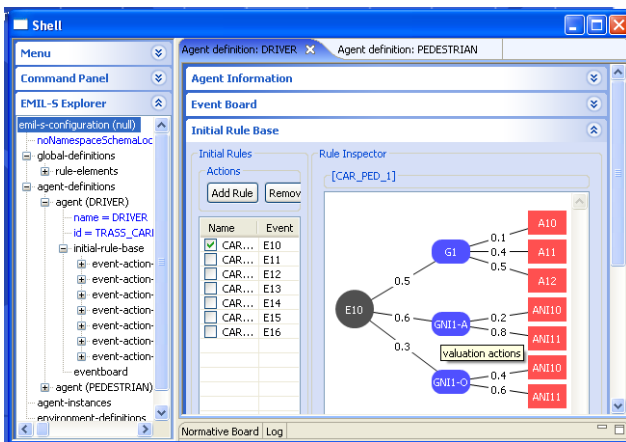 Shell
Menu
Command Panel
EMIL-S Explorer
emil-s-configuration (null)
noNamespaceSchemaLoc
global-definitions
rule-elements
agent-definitions
agent (DRIVER)
name = DRIVER
id = TRASS_CAR
initial-rule-base
event-action-
event-action-
event-action-
event-action-
event-action-
event-action-
event-action-
eventboard
agent (PEDESTRIAN)
agent-instances
environment-definitions
Agent definition: DRIVER Agent definition: PEDESTRIAN
Agent Information
Event Board
Initial Rule Base
Initial Rules
Actions
Add Rule Remov
Name Event
CAR... E10
CAR... E11
CAR... E12
CAR... E13
CAR... E14
CAR... E15
CAR... E16
Rule Inspector
[CAR_PED_1]
E10
0.5
0.6
0.3
G1
GNI1-A
valuation actions
GNI1-O
0.1
0.4
0.5
0.2
0.8
0.4
0.6
A10
A11
A12
ANI10
ANI11
ANI10
ANI11
Normative Board Log